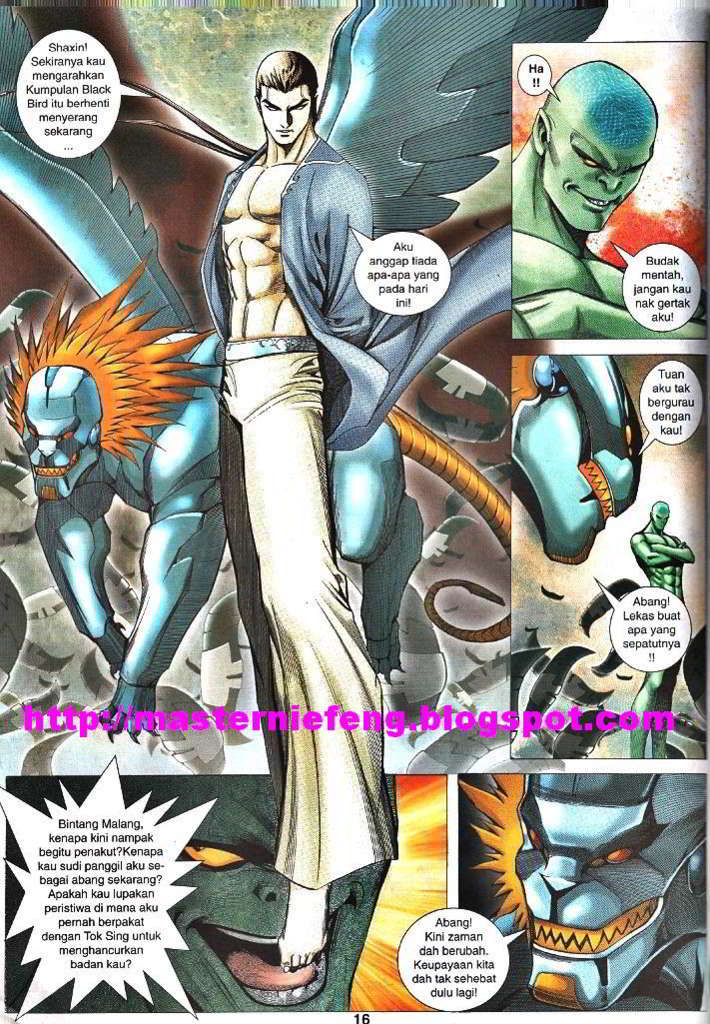 Shaxin!
Sekiranya kau
mengarahkan
Kumpulan Black
Bird itu berhenti
menyerang
sekarang
...
Aku
anggap tiada
apa-apa yang
pada hari
ini!
Ha
!!
Budak
mentah,
jangan kau
nak gertak
aku!
Tuan
aku tak
bergurau
dengan
kau!
Abang!
Lekas buat
apa yang
sepatutnya
!!
http://masterniefeng.blogspot.com
Bintang Malang,
kenapa kini nampak
begitu penakut?Kenapa
kau sudi panggil aku se-
bagai abang sekarang?
Apakah kau lupakan
peristiwa di mana aku
pernah berpakat
dengan Tok Sing untuk
menghancurkan
badan kau?
Abang!
Kini zaman
dah berubah.
Keupayaan kita
dah tak sehebat
dulu lagi!
16